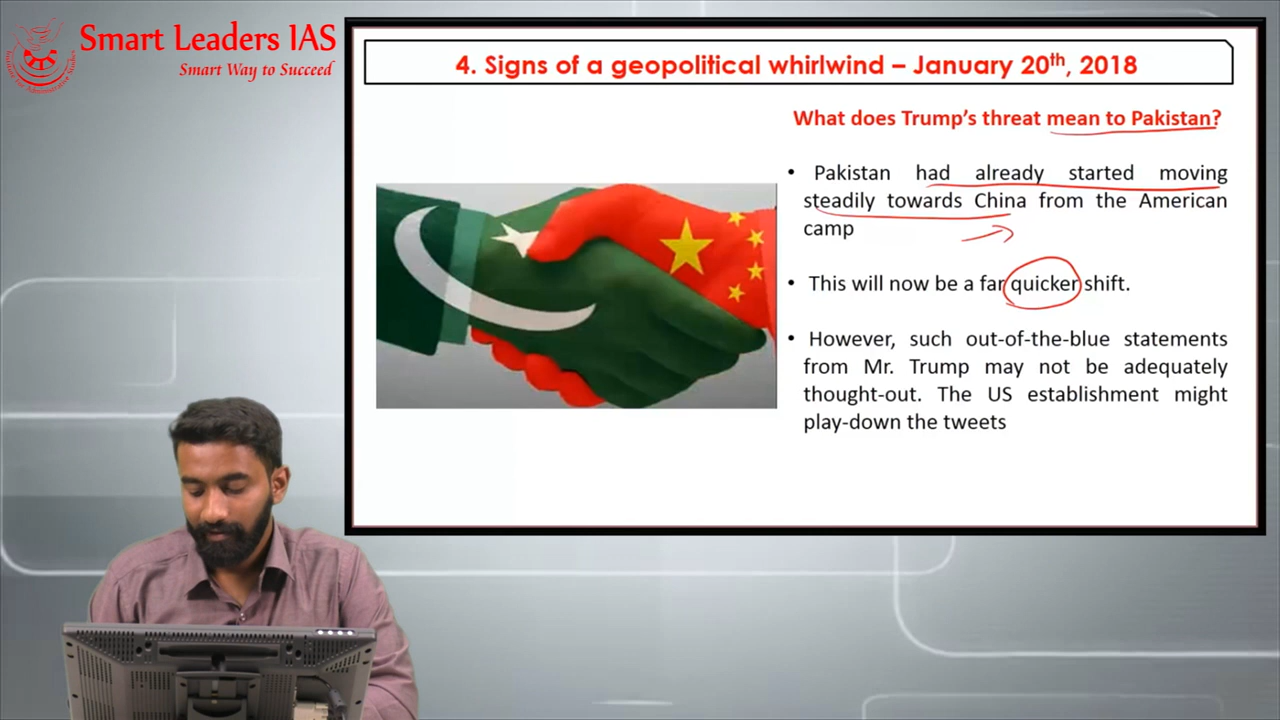 Smart Leaders IAS
Smart Way to Succeed
4. Signs of a geopolitical whirlwind – January 20th, 2018
What does Trump's threat mean to Pakistan?
• Pakistan had already started moving
steadily towards China from the American
camp
• This will now be a far quicker shift.
• However, such out-of-the-blue statements
from Mr. Trump may not be adequately
thought-out. The US establishment might
play-down the tweets